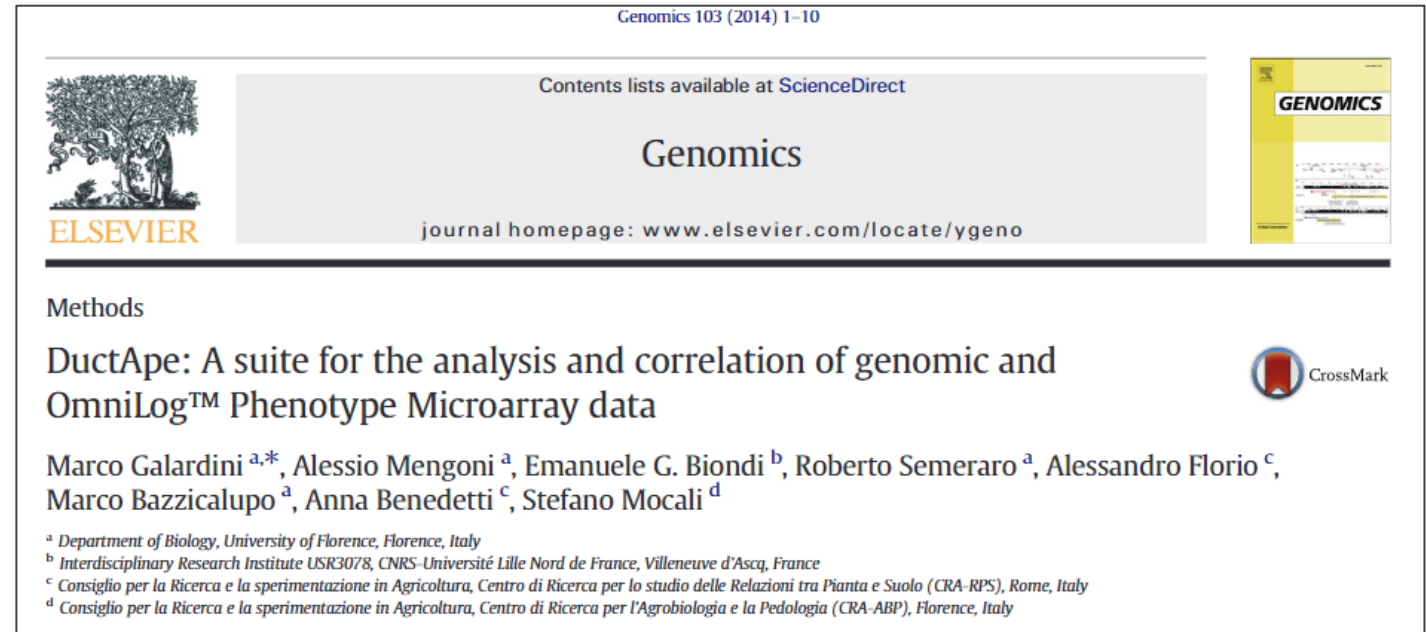 Genomics 103 (2014) 1–10
Contents lists available at ScienceDirect
Genomics
journal homepage: www.elsevier.com/locate/ygeno
ELSEVIER
GENOMICS
Methods
DuctApe: A suite for the analysis and correlation of genomic and
OmniLog™ Phenotype Microarray data
CrossMark
Marco Galardini a,*, Alessio Mengoni a, Emanuele G. Biondi b, Roberto Semeraro a, Alessandro Florio c,
Marco Bazzicalupo a, Anna Benedetti c, Stefano Mocali d
a Department of Biology, University of Florence, Florence, Italy
b Interdisciplinary Research Institute USR3078, CNRS-Université Lille Nord de France, Villeneuve d'Ascq, France
c Consiglio per la Ricerca e la sperimentazione in Agricoltura, Centro di Ricerca per lo studio delle Relazioni tra Pianta e Suolo (CRA-RPS), Rome, Italy
d Consiglio per la Ricerca e la sperimentazione in Agricoltura, Centro di Ricerca per l'Agrobiologia e la Pedologia (CRA-ABP), Florence, Italy